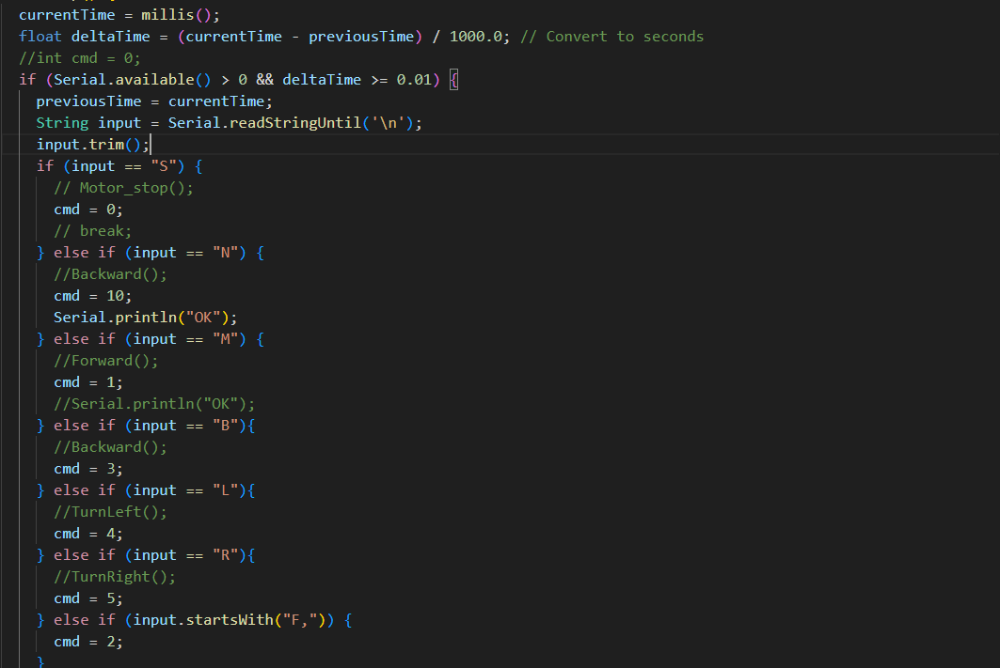 currentTime = millis();
float deltaTime = (currentTime - previousTime) / 1000.0; // Convert to seconds
//int cmd = 0;
if (Serial.available() > 0 && deltaTime >= 0.01) {
previousTime = currentTime;
String input = Serial.readStringUntil('\n');
input.trim();
if (input == "S") {
// Motor_stop();
cmd = 0;
// break;
} else if (input == "N") {
//Backward();
cmd = 10;
Serial.println("OK");
} else if (input == "M") {
//Forward();
cmd = 1;
//Serial.println("OK");
} else if (input == "B"){
//Backward();
cmd = 3;
} else if (input == "L"){
//TurnLeft();
cmd = 4;
} else if (input == "R"){
//TurnRight();
cmd = 5;
} else if (input.startsWith("F,")) {
cmd = 2;
}